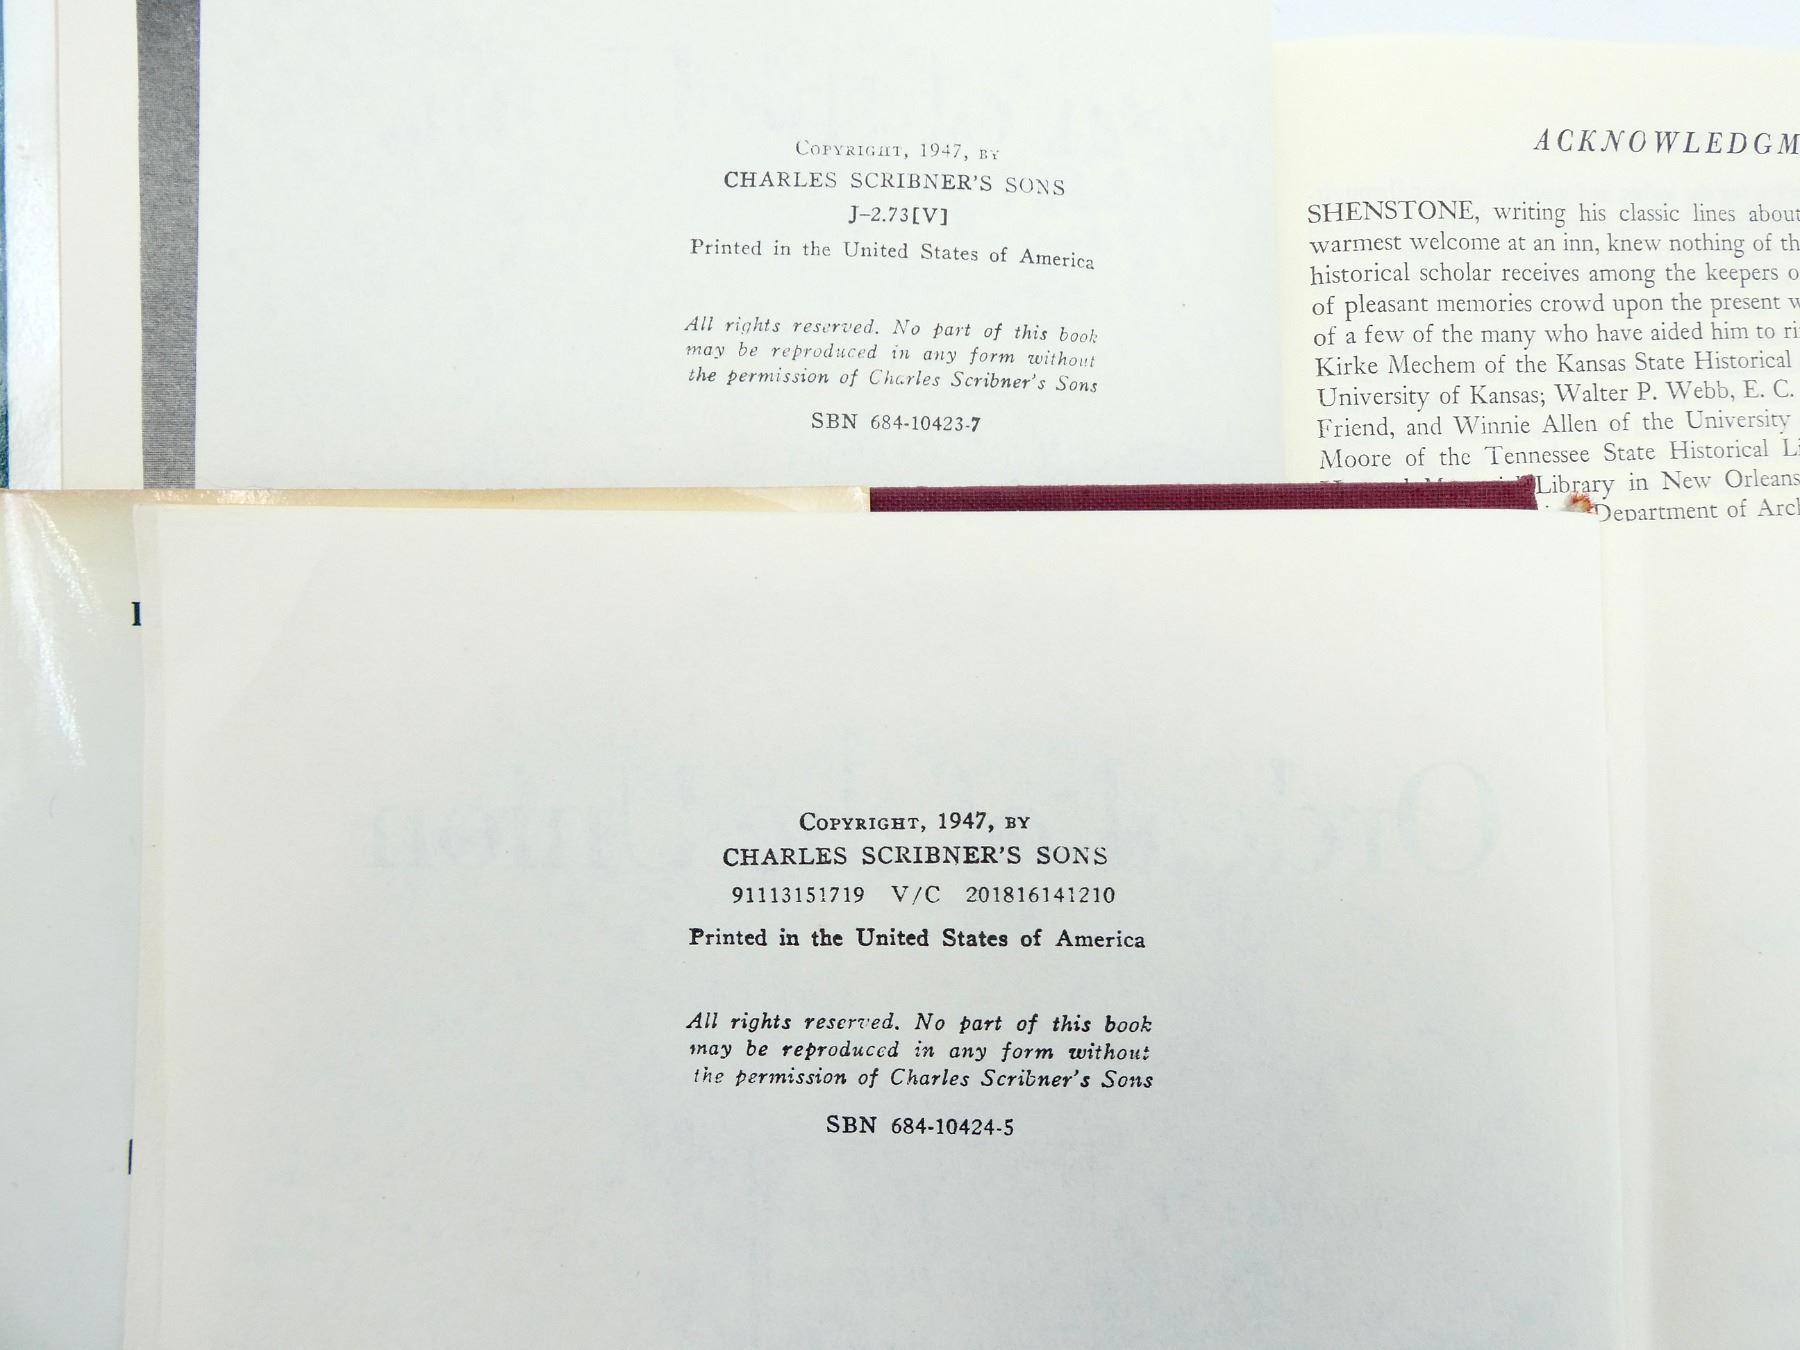 COPYRIGHT, 1947, BY
CHARLES SCRIBNER'S SONS
J–2.73[V]
Printed in the United States of America
All rights reserved. No part of this book
may be reproduced in any form without
the permission of Charles Scribner's Sons
SBN 684-10423-7
ACKNOWLEDGM
SHENSTONE, writing his classic lines about
warmest welcome at an inn, knew nothing of th
historical scholar receives among the keepers o
of pleasant memories crowd upon the present w
of a few of the many who have aided him to ri
Kirke Mechem of the Kansas State Historical
University of Kansas; Walter P. Webb, E. C.
Friend, and Winnie Allen of the University
Moore of the Tennessee State Historical Li
Library in New Orleans
Department of Arch
COPYRIGHT, 1947, BY
CHARLES SCRIBNER'S SONS
91113151719 V/C 201816141210
Printed in the United States of America
All rights reserved. No part of this book
may be reproduced in any form without
the permission of Charles Scribner's Sons
SBN 684-10424-5